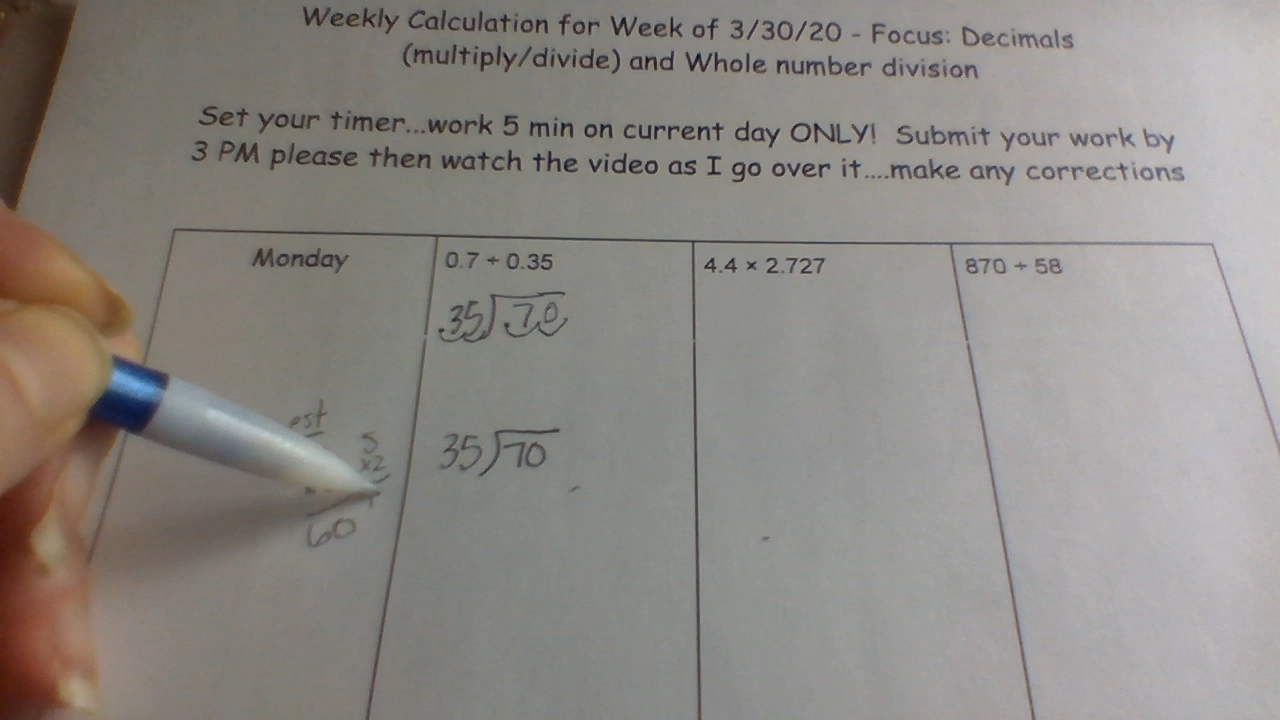 Weekly Calculation for Week of 3/30/20 - Focus: Decimals
(multiply/divide) and Whole number division
Set your timer...work 5 min on current day ONLY! Submit your work by
3 PM please then watch the video as I go over it....make any corrections
Monday
est
60
5
x2
0.7 ÷ 0.35
.35).70
35)70
4.4 × 2.727
870 ÷ 58